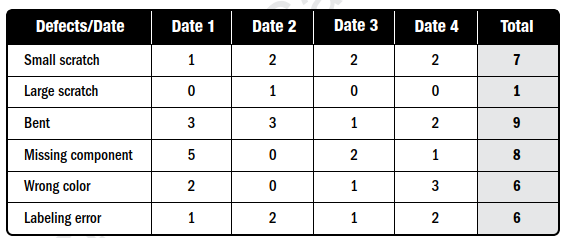 Defects/Date Date 1 Date 2 Date 3 Date 4 Total
Small scratch 1 2 2 2 7
Large scratch 0 1 0 0 1
Bent 3 3 1 2 9
Missing component 5 0 2 1 8
Wrong color 2 0 1 3 6
Labeling error 1 2 1 2 6